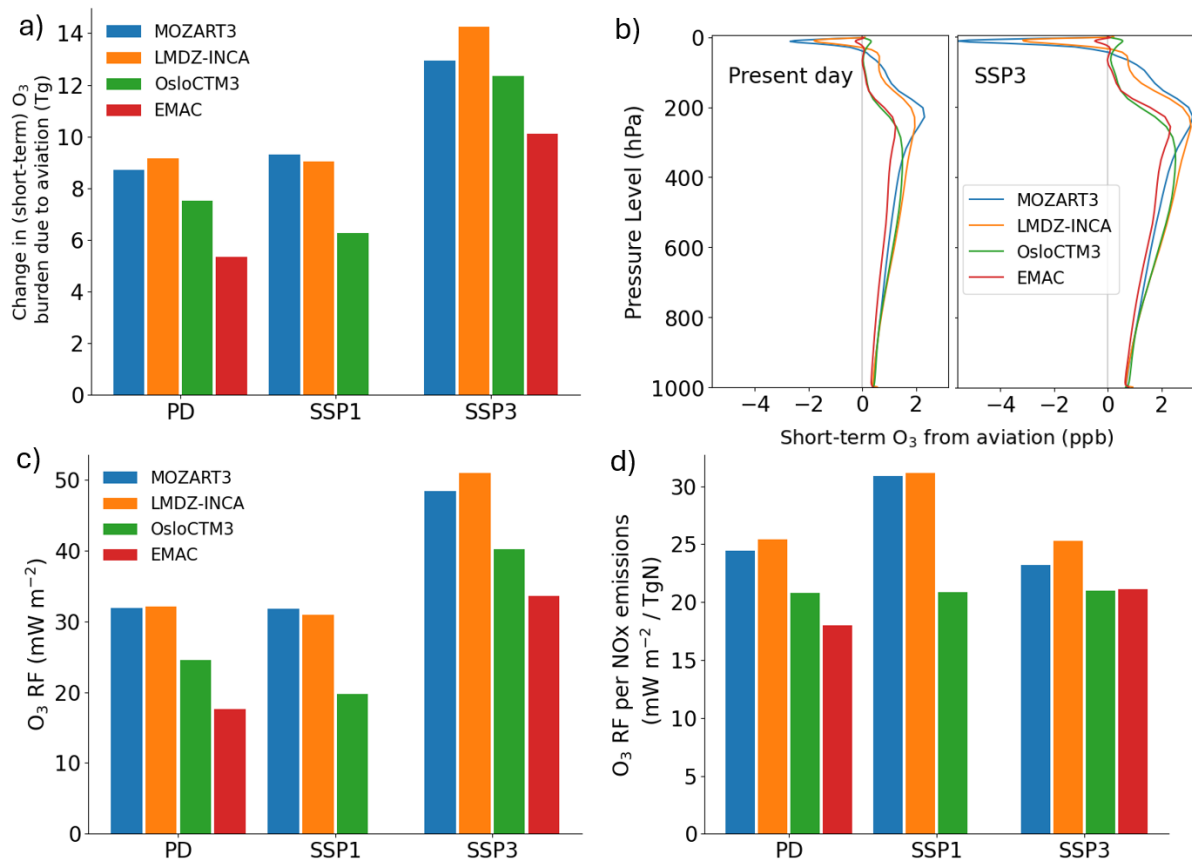 a)
Change in (short-term) O₃
burden due to aviation (Tg)
14
12
10
8
6
4
2
0
MOZART3
LMDZ-INCA
OsloCTM3
EMAC
PD
SSP1
SSP3
b)
Pressure Level (hPa)
0
200
400
600
800
1000
Present day
SSP3
MOZART3
LMDZ-INCA
OsloCTM3
EMAC
−4
−2
0
2
−4
−2
0
2
Short-term O₃ from aviation (ppb)
c)
O₃ RF (mW m⁻²)
50
40
30
20
10
0
MOZART3
LMDZ-INCA
OsloCTM3
EMAC
PD
SSP1
SSP3
d)
O₃ RF per NOx emissions
(mW m⁻² / TgN)
30
25
20
15
10
5
0
PD
SSP1
SSP3